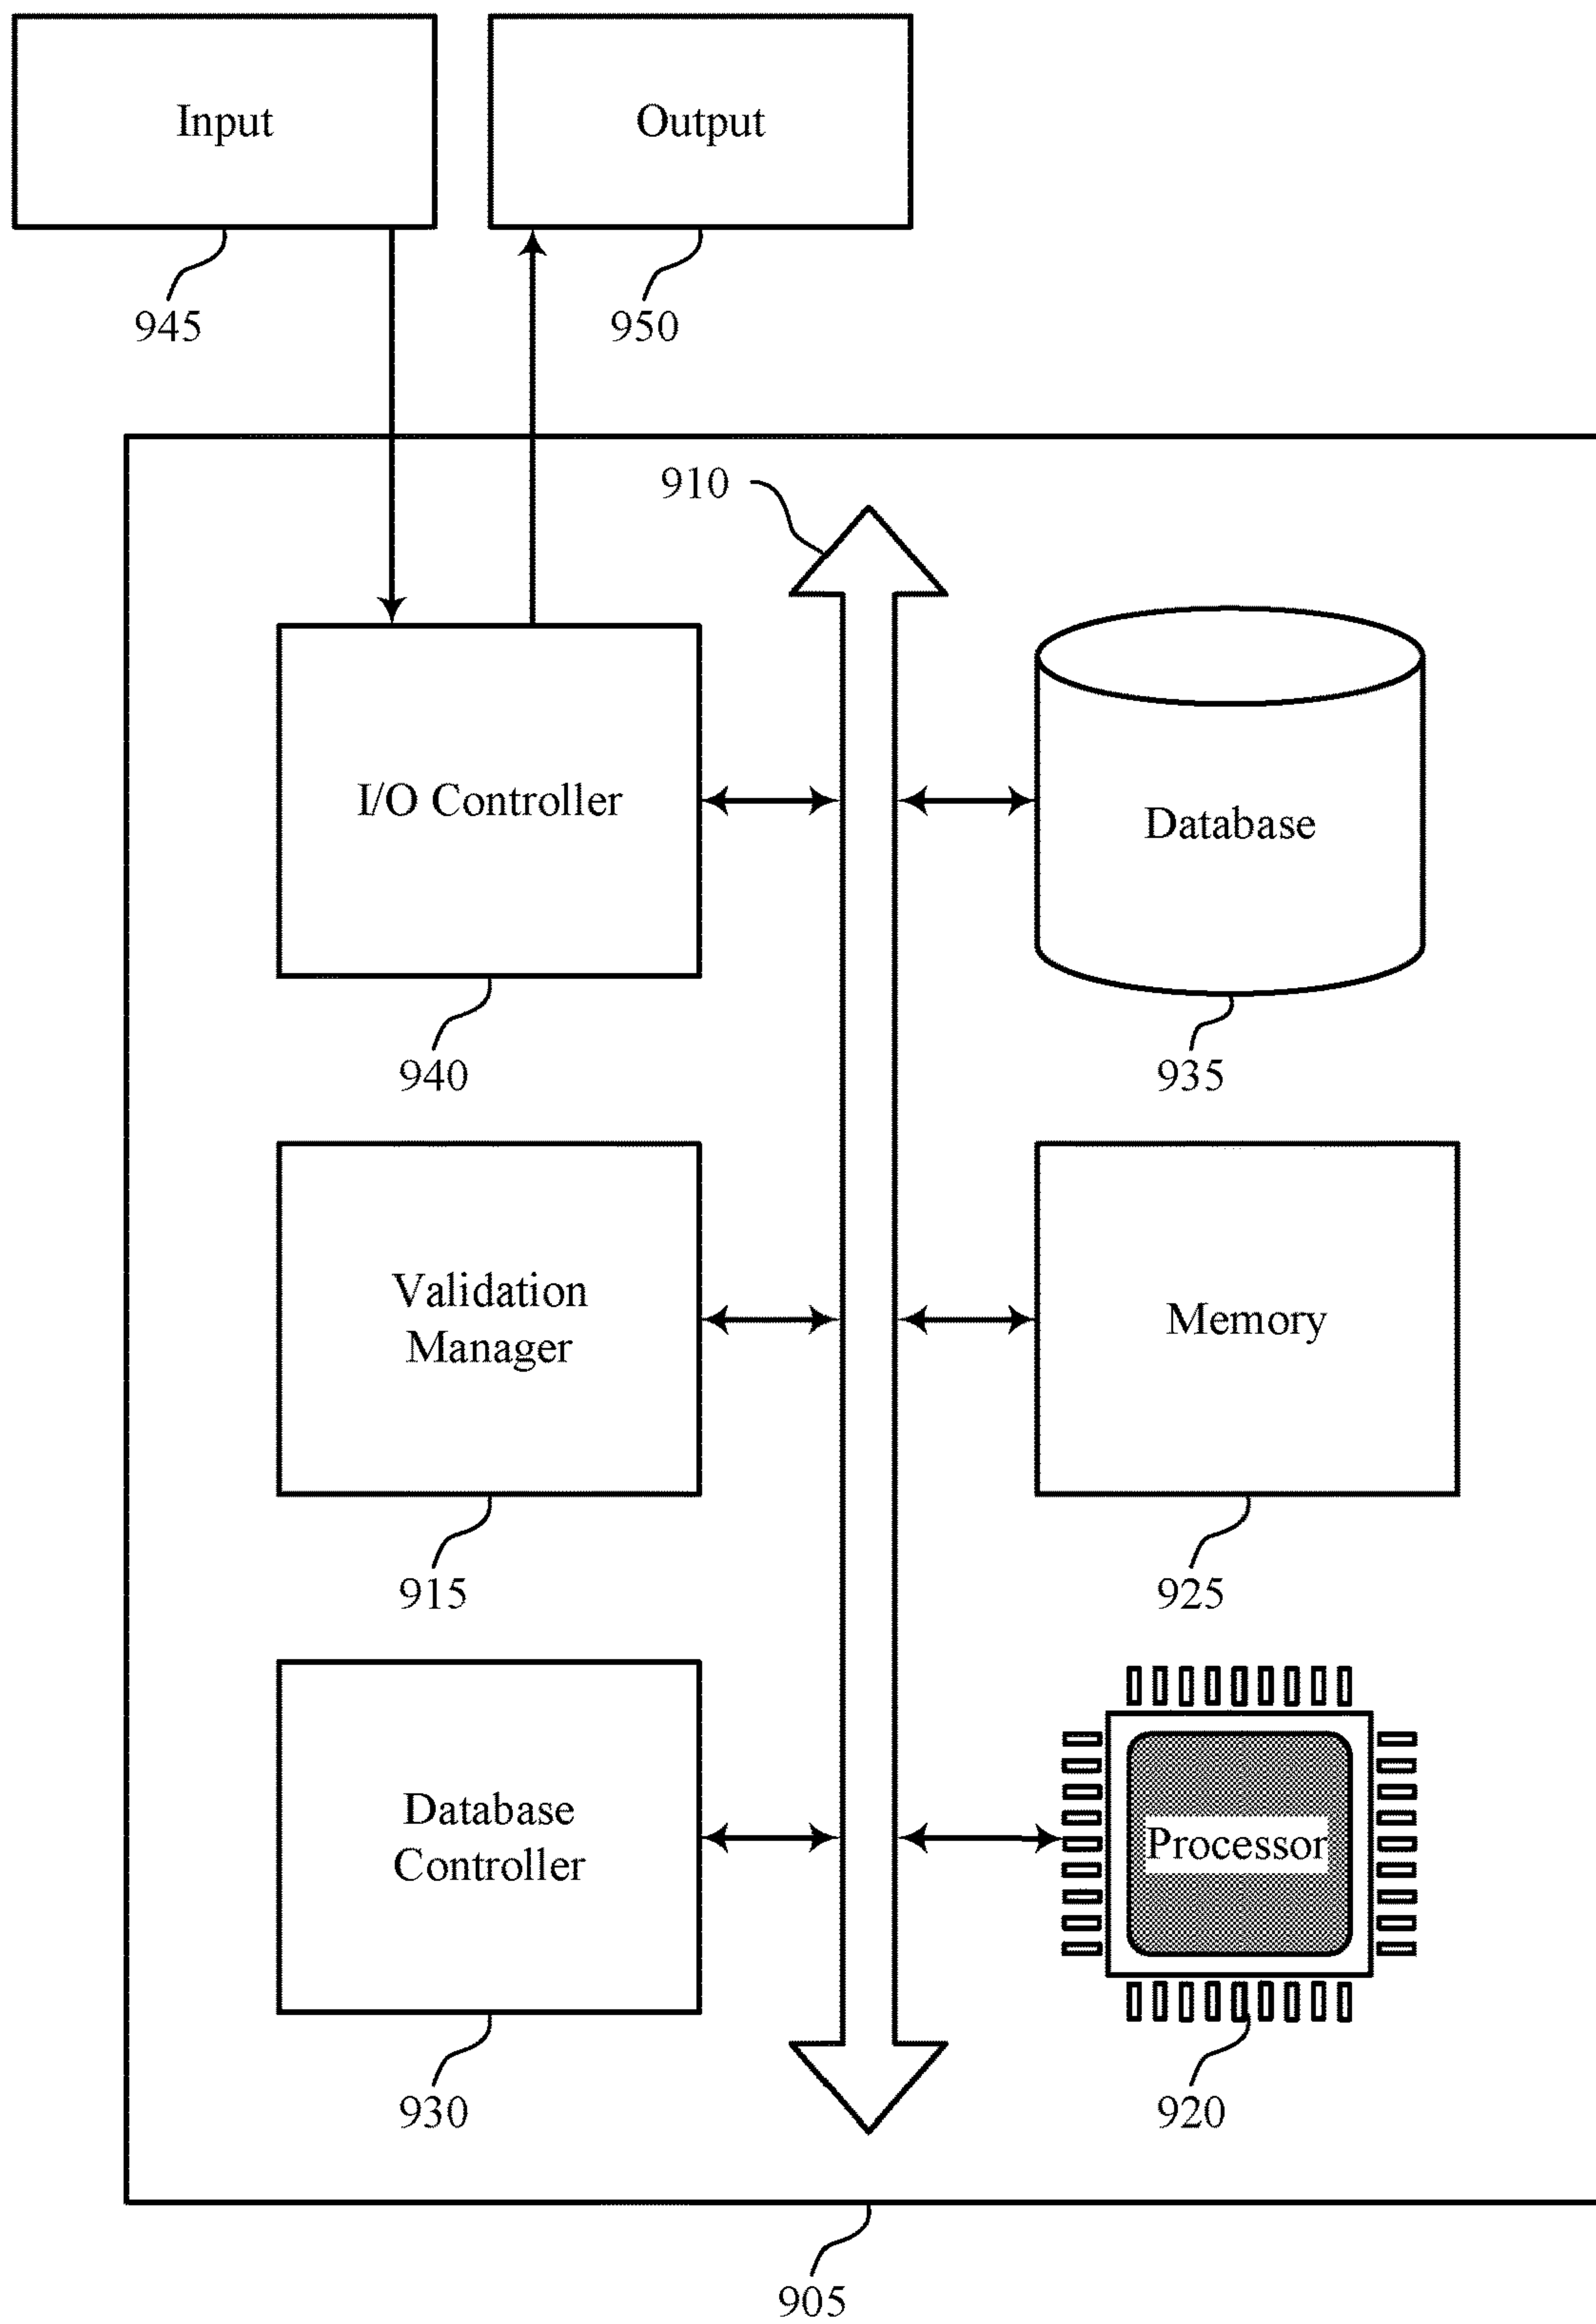 Input
Output
945
950
910
I/O Controller
Database
940
935
Validation
Manager
Memory
915
925
Database
Controller
Processor
930
920
905